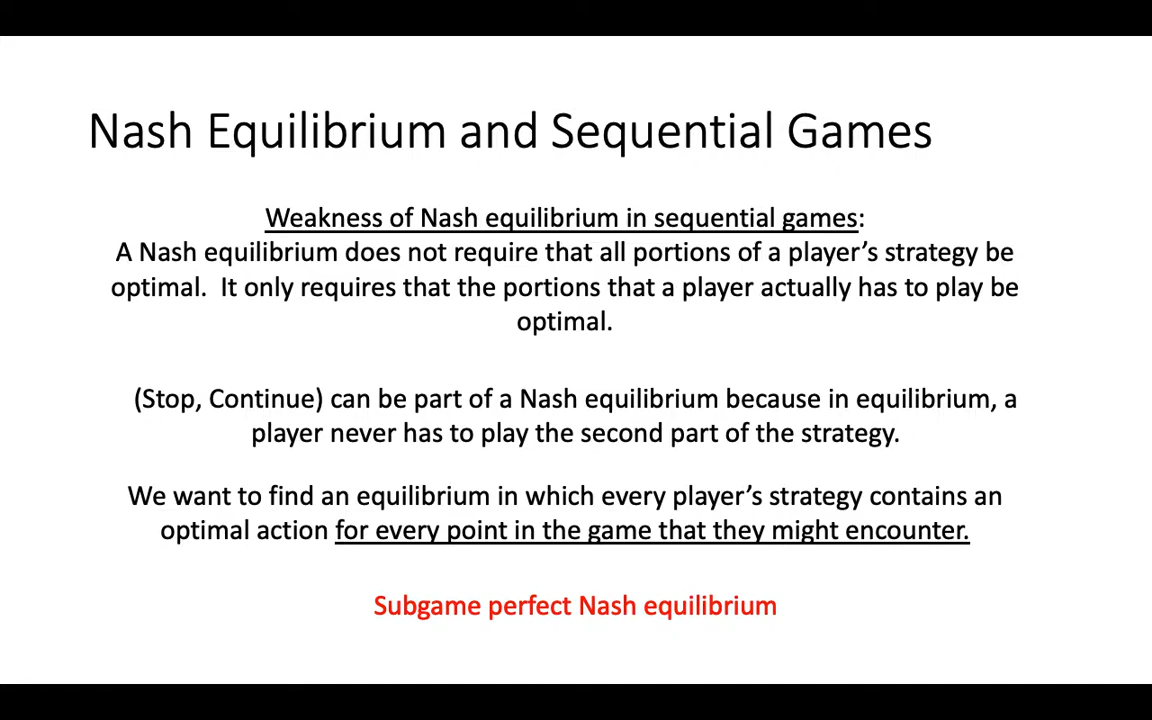 Nash Equilibrium and Sequential Games
Weakness of Nash equilibrium in sequential games:
A Nash equilibrium does not require that all portions of a player’s strategy be
optimal.  It only requires that the portions that a player actually has to play be
optimal.
(Stop, Continue) can be part of a Nash equilibrium because in equilibrium, a
player never has to play the second part of the strategy.
We want to find an equilibrium in which every player’s strategy contains an
optimal action for every point in the game that they might encounter.
Subgame perfect Nash equilibrium